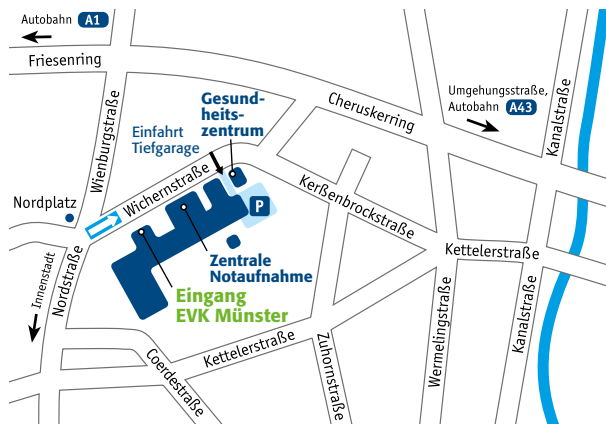 Autobahn A1
Friesenring
Gesund-
heits-
zentrum
Cheruskerring
Umgehungsstraße,
Autobahn A43
Kanalstraße
Wienburgstraße
Einfahrt
Tiefgarage
Wichernstraße
Kerßenbrockstraße
Nordplatz
P
Kettelerstraße
Zentrale
Notaufnahme
Innenstadt
Nordstraße
Eingang
EVK Münster
Kanalstraße
Wermelingstraße
Kettelerstraße
Zuhornstraße
Coerdestraße